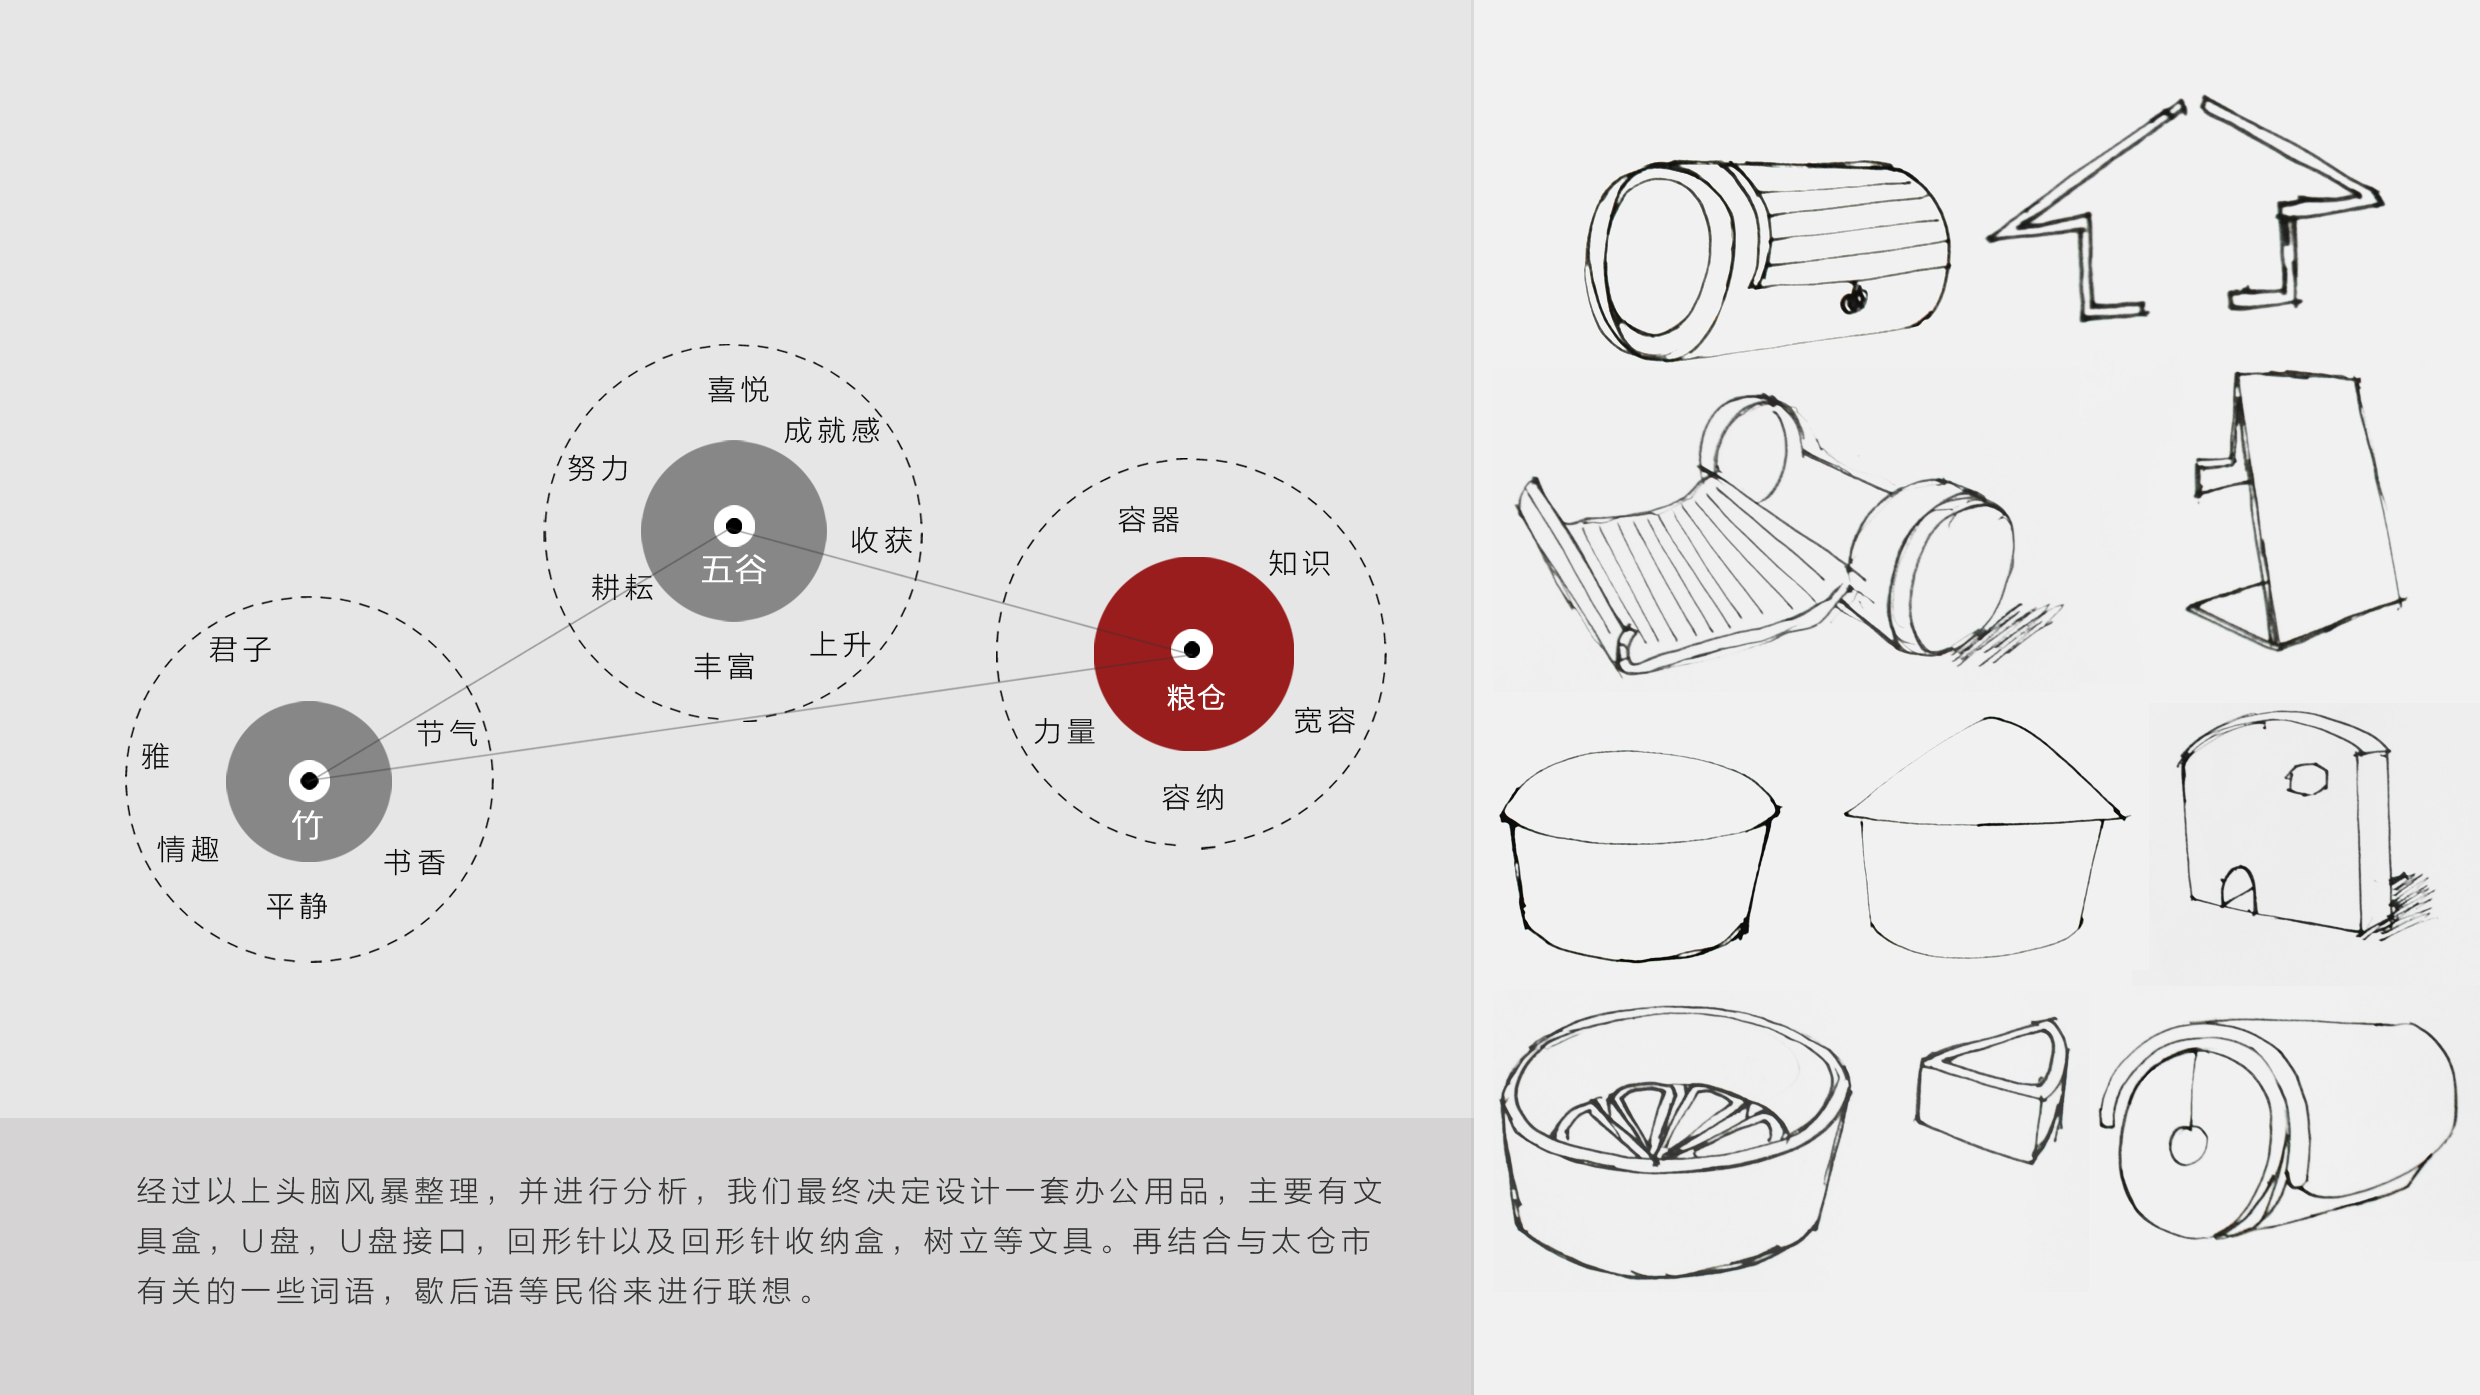 喜悦
成就感
努力
收获
五谷
耕耘
上升
丰富
容器
知识
粮仓
宽容
力量
容纳
君子
节气
雅
竹
情趣
书香
平静
经过以上头脑风暴整理，并进行分析，我们最终决定设计一套办公用品，主要有文
具盒，U盘，U盘接口，回形针以及回形针收纳盒，树立等文具。再结合与太仓市
有关的一些词语，歇后语等民俗来进行联想。